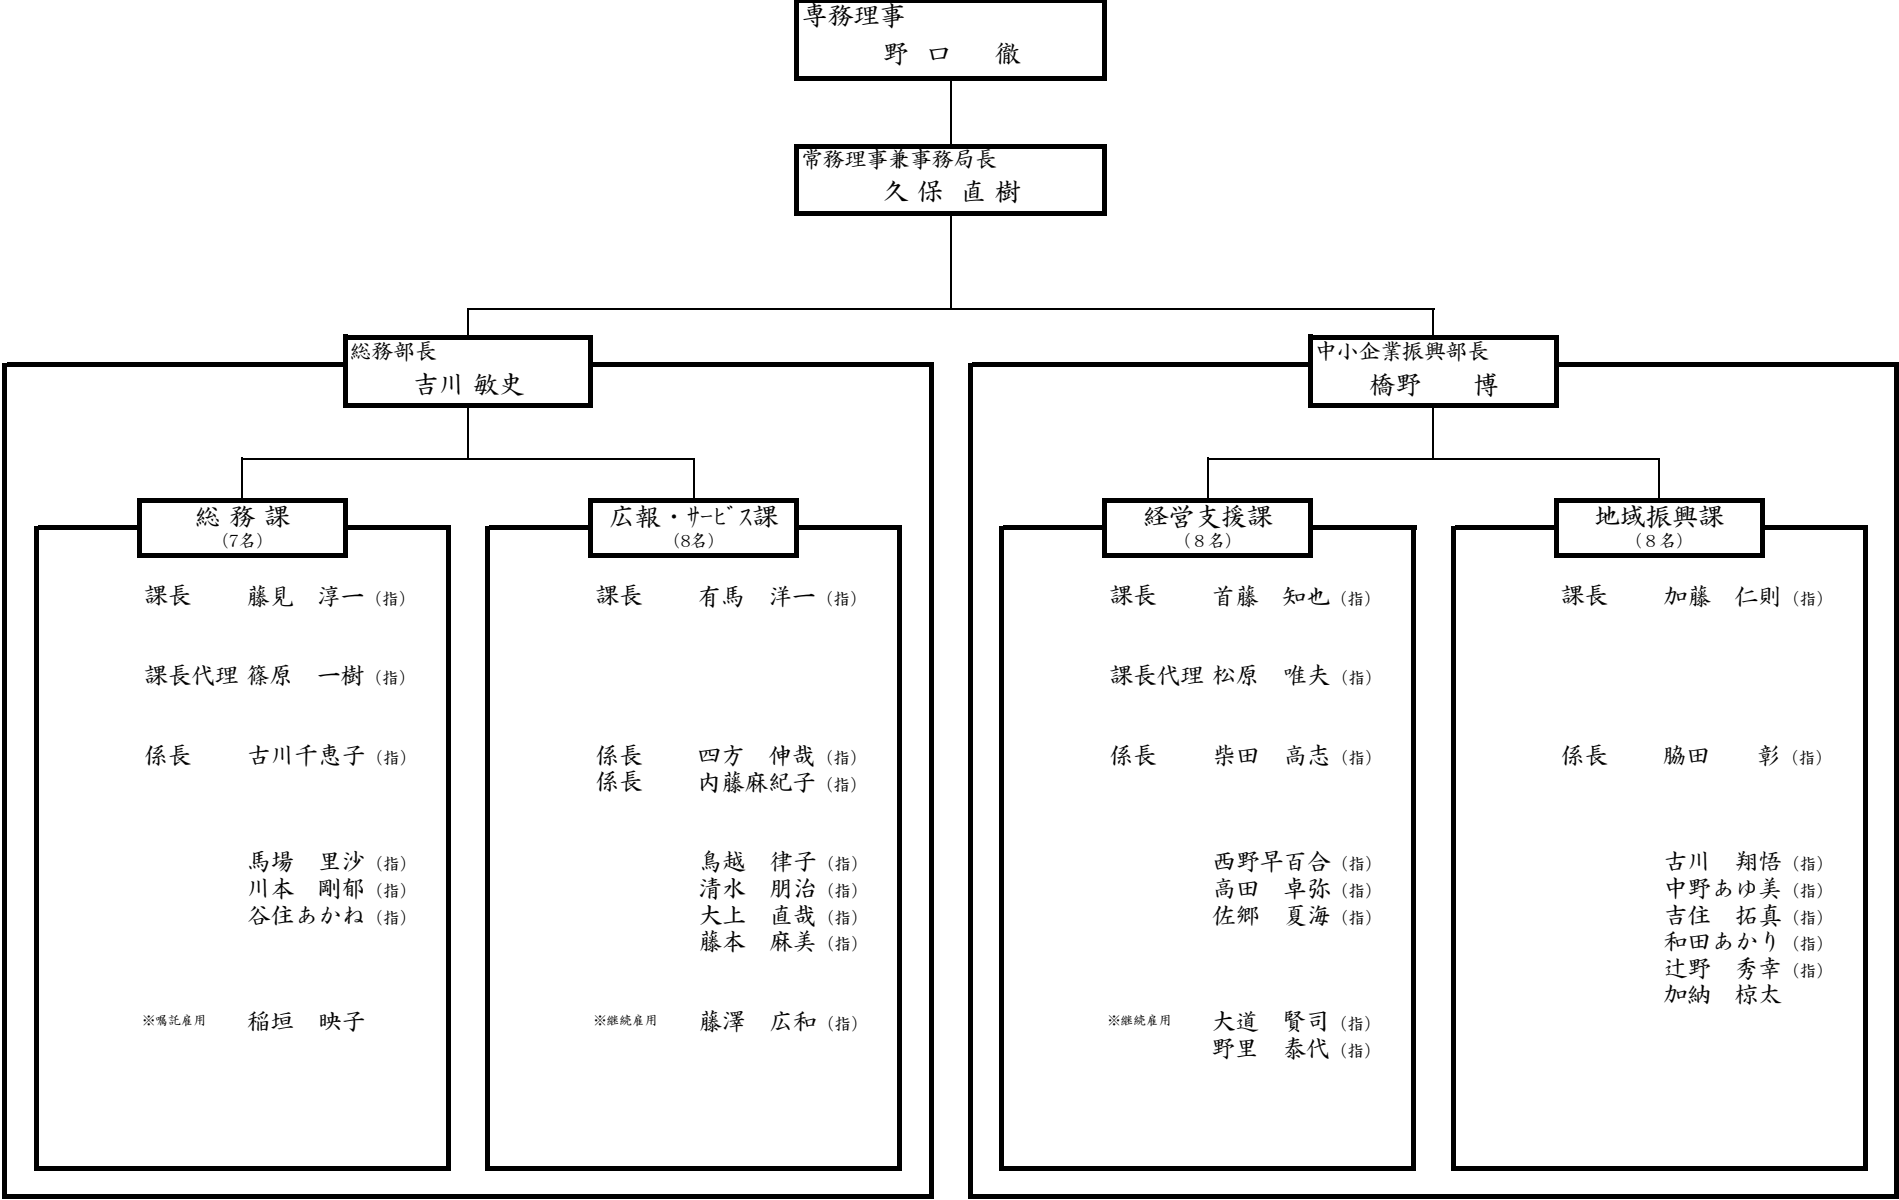 専務理事
野 口　 徹
常務理事兼事務局長
久 保 直 樹
総務部長
吉川 敏史
中小企業振興部長
橋野　 博
総 務 課
(7名)
課長 藤見　淳一（指）
課長代理 篠原　一樹（指）
係長 古川千恵子（指）
馬場　里沙（指）
川本　剛郁（指）
谷住あかね（指）
※嘱託雇用 稲垣　映子
広報・ｻｰﾋﾞｽ課
(8名)
課長 有馬　洋一（指）
係長 四方　伸哉（指）
係長 内藤麻紀子（指）
鳥越　律子（指）
清水　朋治（指）
大上　直哉（指）
藤本　麻美（指）
※継続雇用 藤澤　広和（指）
経営支援課
(８名)
課長 首藤　知也（指）
課長代理 松原　唯夫（指）
係長 柴田　高志（指）
西野早百合（指）
高田　卓弥（指）
佐郷　夏海（指）
※継続雇用 大道　賢司（指）
野里　泰代（指）
地域振興課
(８名)
課長 加藤　仁則（指）
係長 脇田　　彰（指）
古川　翔悟（指）
中野あゆ美（指）
吉住　拓真（指）
和田あかり（指）
辻野　秀幸（指）
加納　椋太